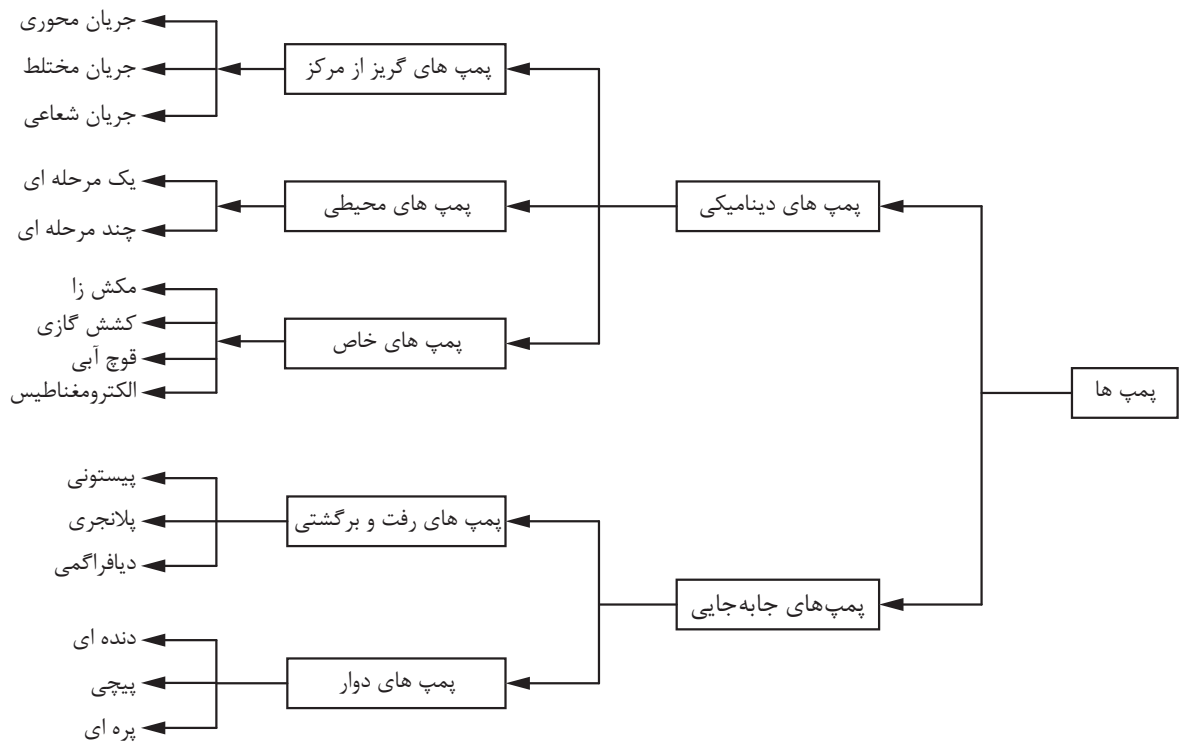 پمپ ها
پمپ های دینامیکی
پمپ های گریز از مرکز
جریان محوری
جریان مختلط
جریان شعاعی
پمپ های محیطی
یک مرحله ای
چند مرحله ای
پمپ های خاص
مکش زا
کشش گازی
قوچ آبی
الکترومغناطیس
پمپ‌های جابه‌جایی
پمپ های رفت و برگشتی
پیستونی
پلانجری
دیافراگمی
پمپ های دوار
دنده ای
پیچی
پره ای